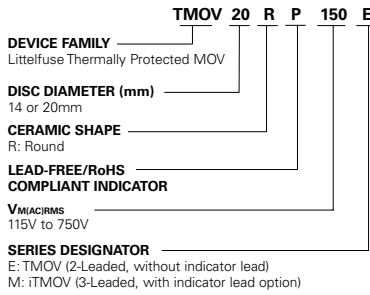 TMOV 20 R P 150 E
DEVICE FAMILY
Littelfuse Thermally Protected MOV
DISC DIAMETER (mm)
14 or 20mm
CERAMIC SHAPE
R: Round
LEAD-FREE/RoHS
COMPLIANT INDICATOR
VM(AC)RMS
115V to 750V
SERIES DESIGNATOR
E: TMOV (2-Leaded, without indicator lead)
M: iTMOV (3-Leaded, with indicator lead option)